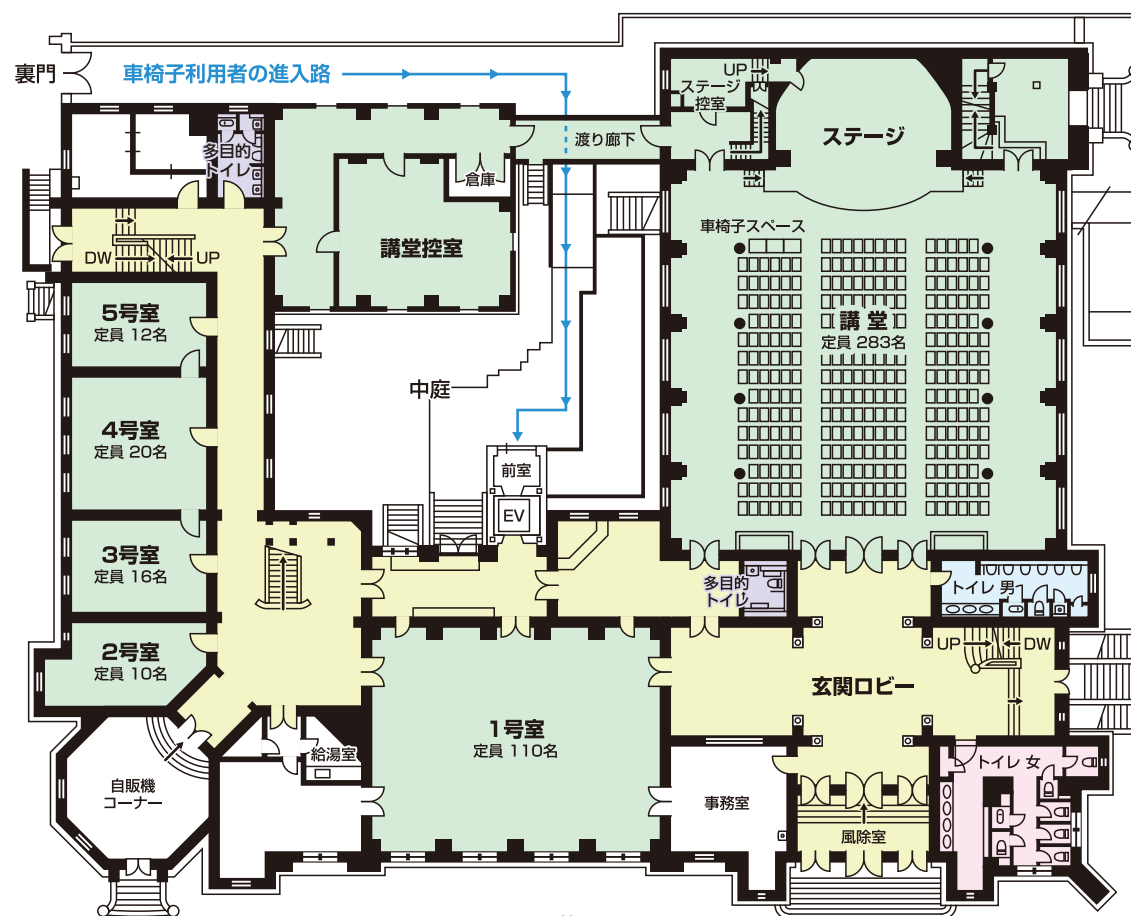 裏門
車椅子利用者の進入路
UP
ステージ
控室
ステージ
渡り廊下
多目的
トイレ
倉庫
講堂控室
車椅子スペース
DW
UP
5号室
定員 12名
講 堂
定員 283名
中庭
4号室
定員 20名
前室
EV
3号室
定員 16名
多目的
トイレ
トイレ 男
2号室
定員 10名
UP
DW
玄関ロビー
1号室
定員 110名
給湯室
トイレ 女
自販機
コーナー
事務室
風除室